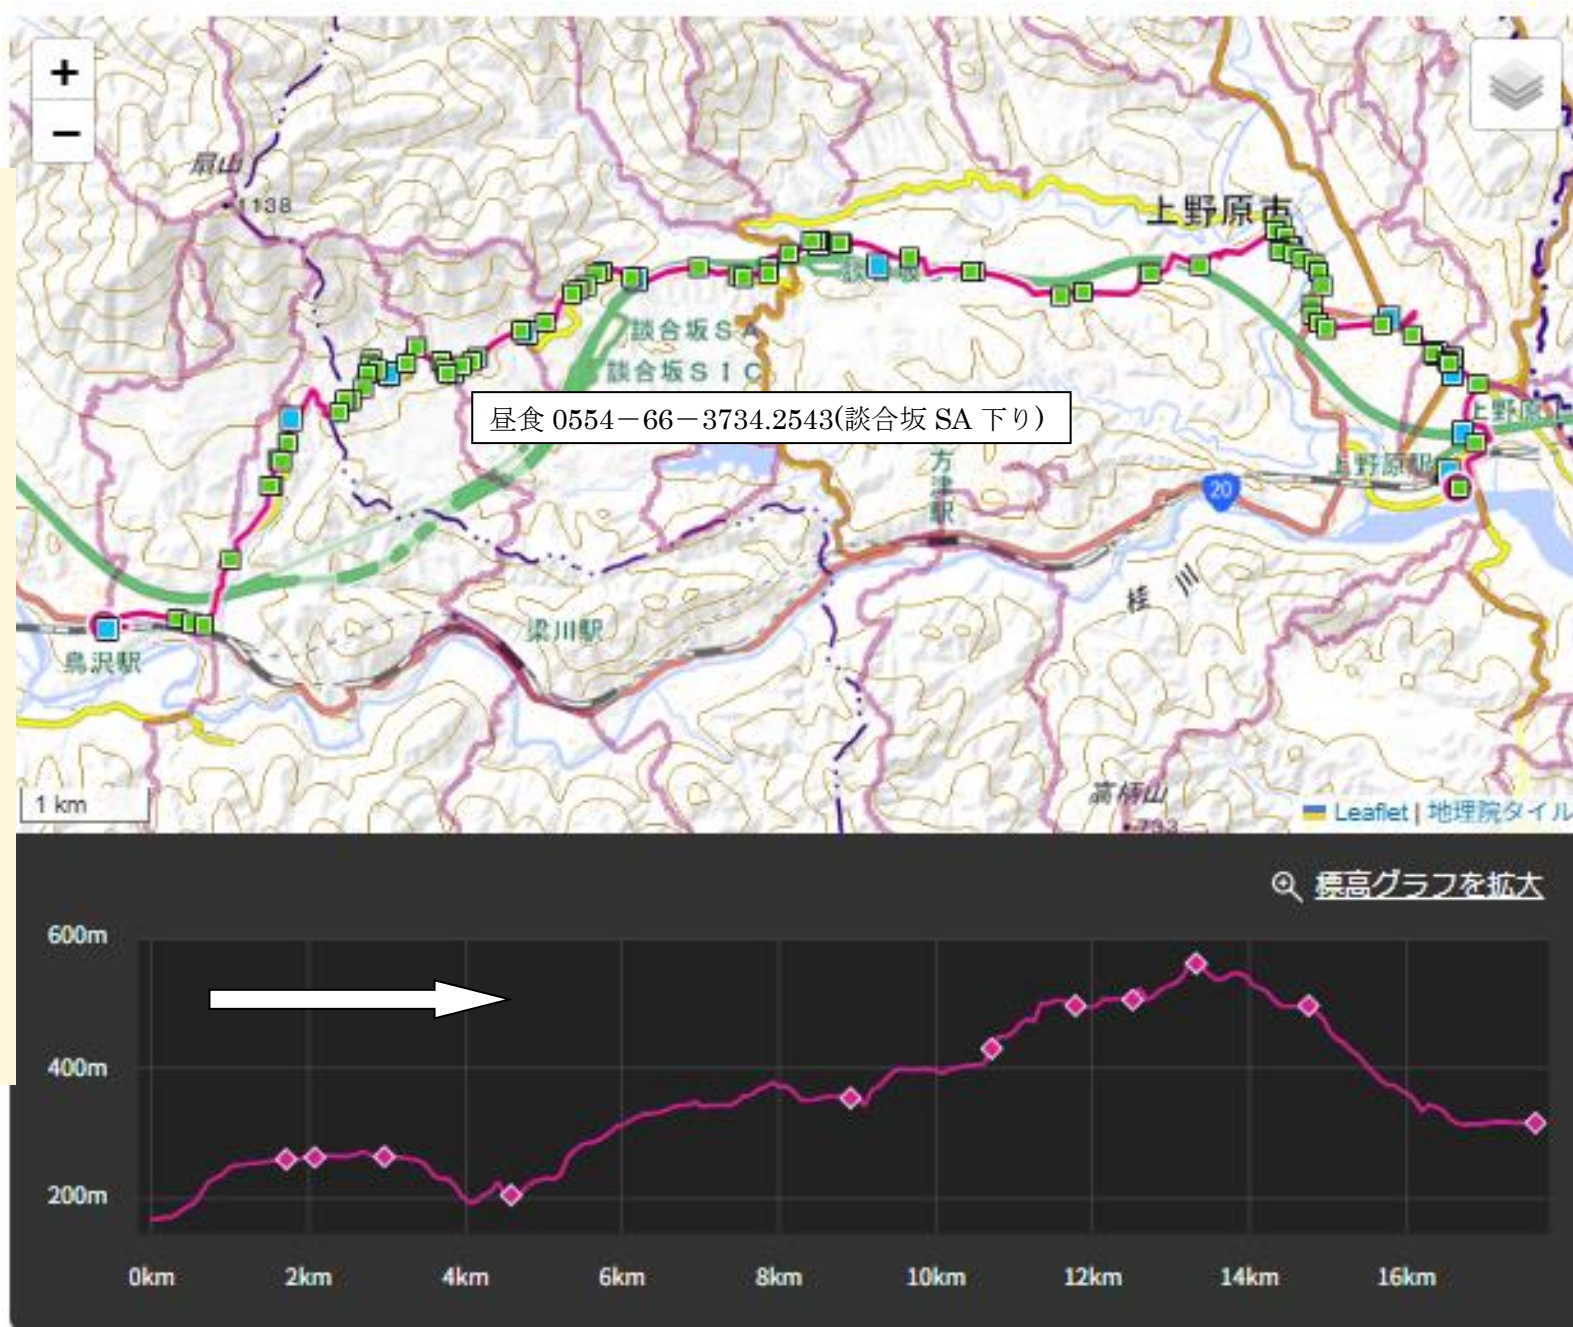 +
−
扇山
1138
上野原市
談合坂
談合坂ＳＡ
談合坂ＳＩＣ
昼食 0554－66－3734.2543(談合坂 SA 下り)
上野原
上野原駅
方津駅
20
桂川
梁川駅
鳥沢駅
高柄山
733
1 km
Leaflet | 地理院タイル
標高グラフを拡大
600m
400m
200m
0km 2km 4km 6km 8km 10km 12km 14km 16km